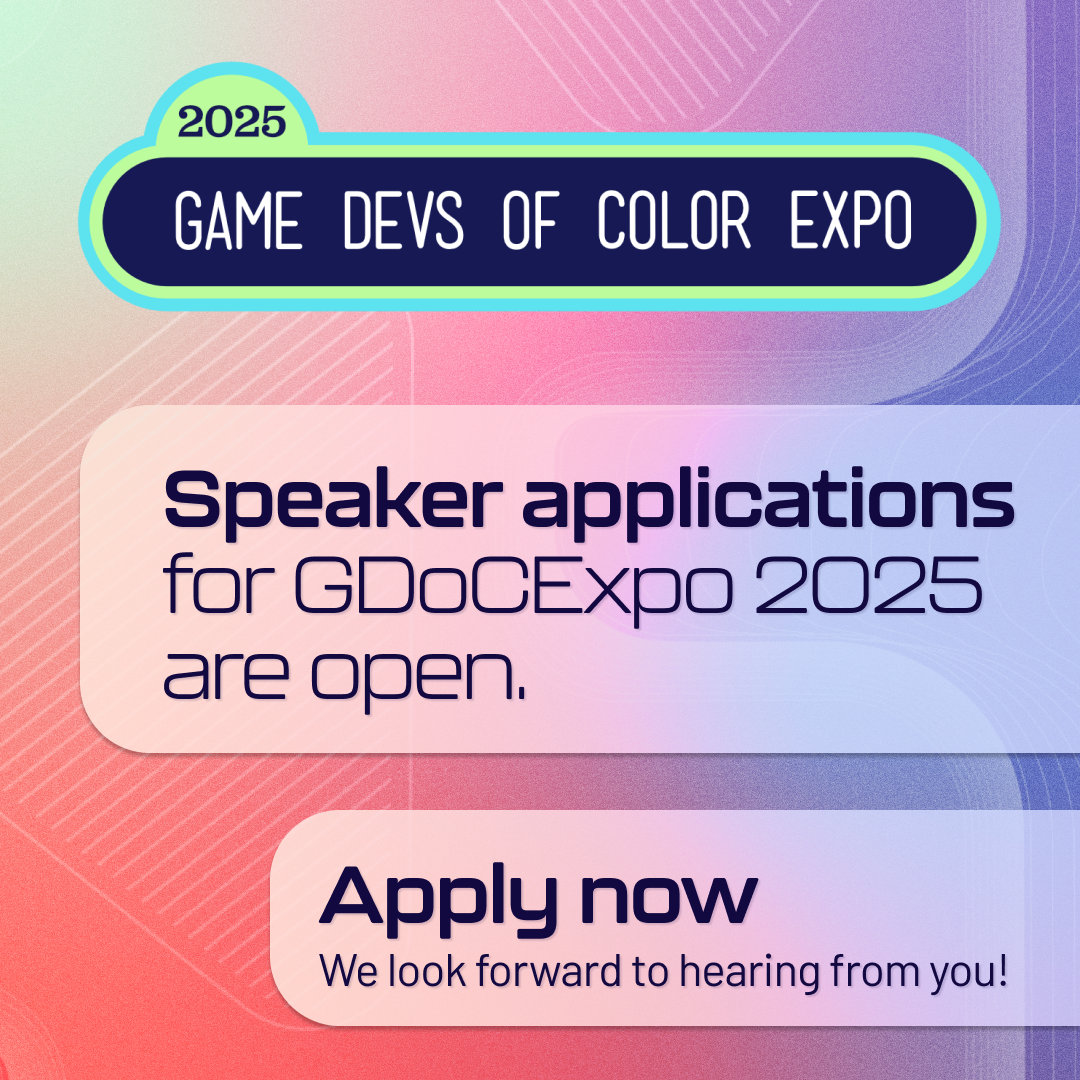 2025
GAME DEVS OF COLOR EXPO
Speaker applications
for GDoCExpo 2025
are open.
Apply now
We look forward to hearing from you!